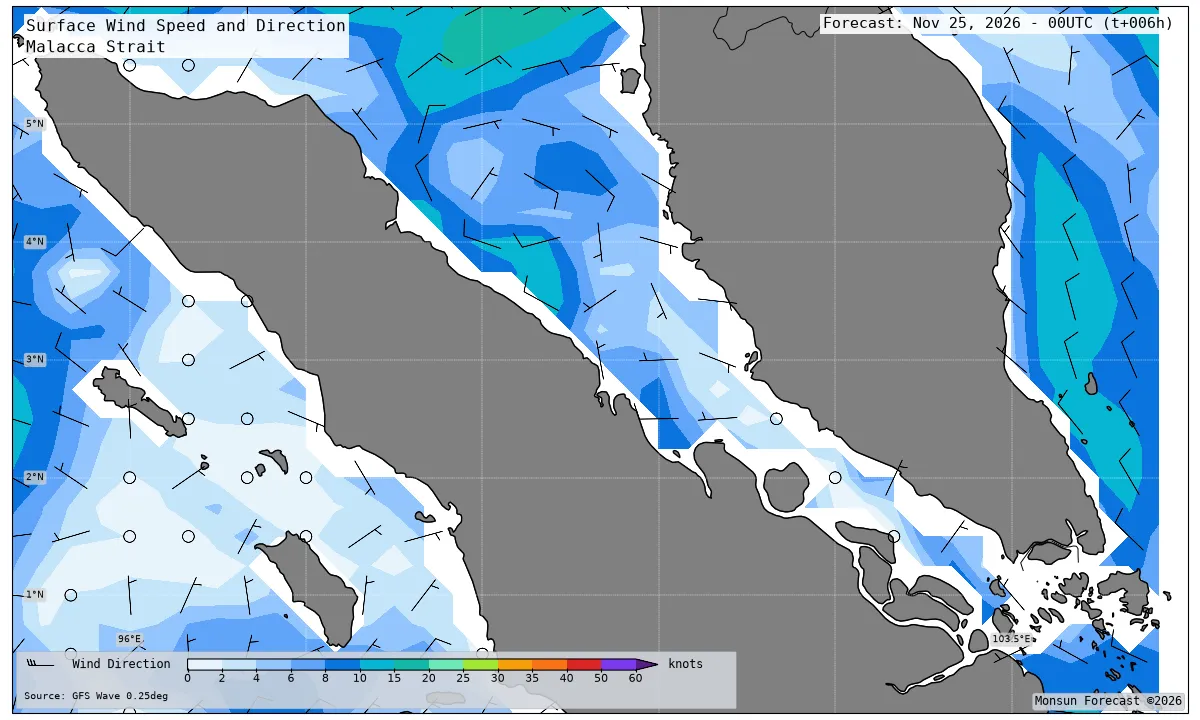 Surface Wind Speed and Direction
Malacca Strait
Forecast: Nov 25, 2026 - 00UTC (t+006h)
5°N
4°N
3°N
2°N
1°N
96°E
103.5°E
Wind Direction
0 2 4 6 8 10 15 20 25 30 35 40 50 60
knots
Source: GFS Wave 0.25deg
Monsun Forecast ©2026